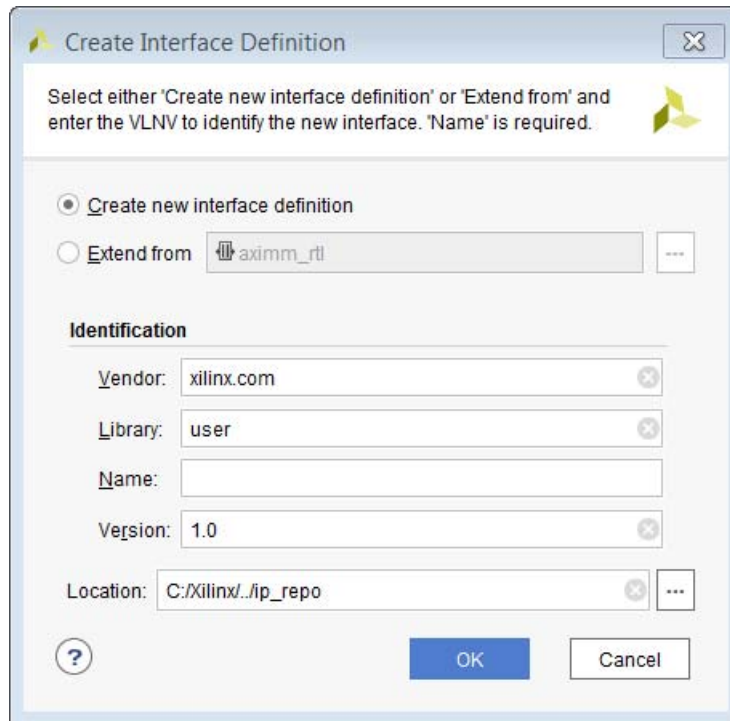 Create Interface Definition
Select either 'Create new interface definition' or 'Extend from' and
enter the VLNV to identify the new interface. 'Name' is required.
Create new interface definition
Extend from aximm_rtl ...
Identification
Vendor: xilinx.com
Library: user
Name:
Version: 1.0
Location: C:/Xilinx/../ip_repo ...
? OK Cancel